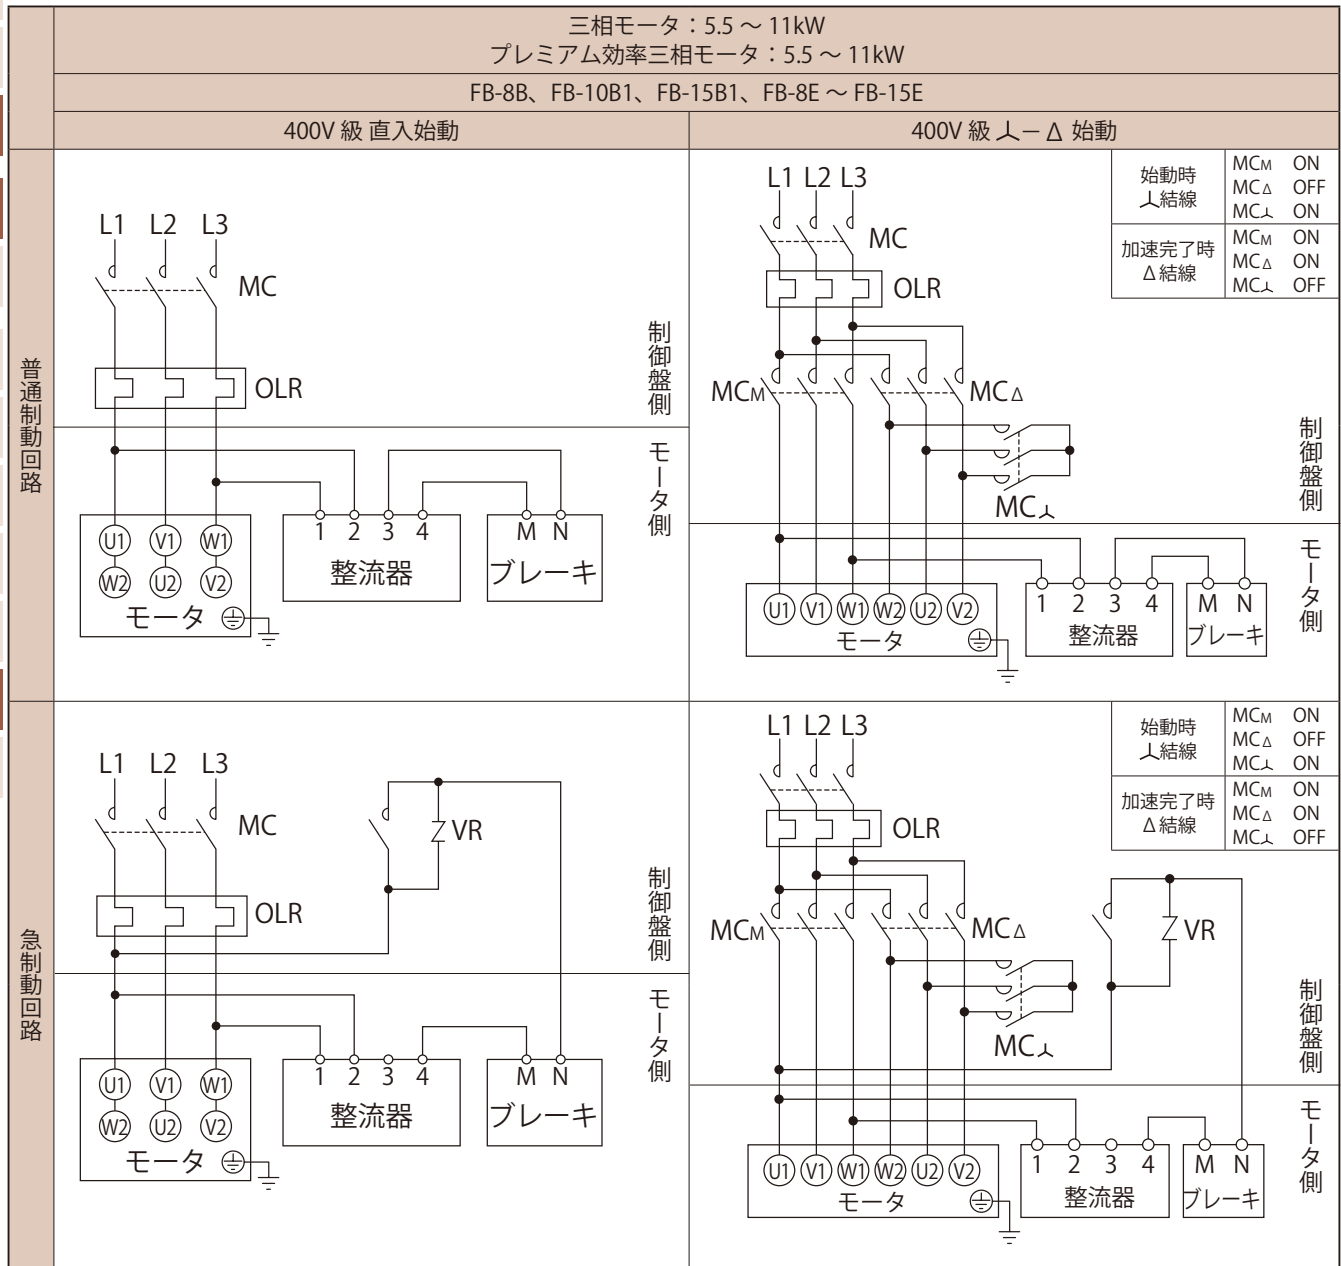 三相モータ：5.5 ～ 11kW
プレミアム効率三相モータ：5.5 ～ 11kW
FB-8B、FB-10B1、FB-15B1、FB-8E ～ FB-15E
400V 級 直入始動
400V 級 人－Δ 始動
普通制動回路
L1 L2 L3
MC
OLR
制御盤側
モータ側
U1 V1 W1
W2 U2 V2
モータ
1 2 3 4
整流器
M N
ブレーキ
L1 L2 L3
MC
OLR
始動時
人結線
MCM ON
MCΔ OFF
MC人 ON
加速完了時
Δ結線
MCM ON
MCΔ ON
MC人 OFF
MCM
MCΔ
MC人
制御盤側
モータ側
U1 V1 W1 W2 U2 V2
モータ
1 2 3 4
整流器
M N
ブレーキ
急制動回路
L1 L2 L3
MC
VR
OLR
制御盤側
モータ側
U1 V1 W1
W2 U2 V2
モータ
1 2 3 4
整流器
M N
ブレーキ
L1 L2 L3
OLR
始動時
人結線
MCM ON
MCΔ OFF
MC人 ON
加速完了時
Δ結線
MCM ON
MCΔ ON
MC人 OFF
MCM
MCΔ
VR
MC人
制御盤側
モータ側
U1 V1 W1 W2 U2 V2
モータ
1 2 3 4
整流器
M N
ブレーキ